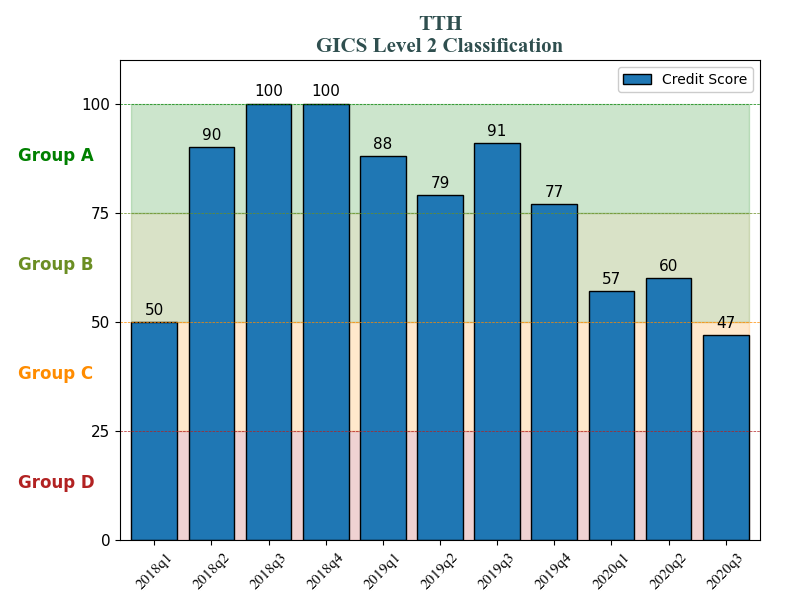 TTH
GICS Level 2 Classification
Credit Score
100
75
50
25
0
Group A
Group B
Group C
Group D
50
90
100
100
88
79
91
77
57
60
47
2018q1
2018q2
2018q3
2018q4
2019q1
2019q2
2019q3
2019q4
2020q1
2020q2
2020q3